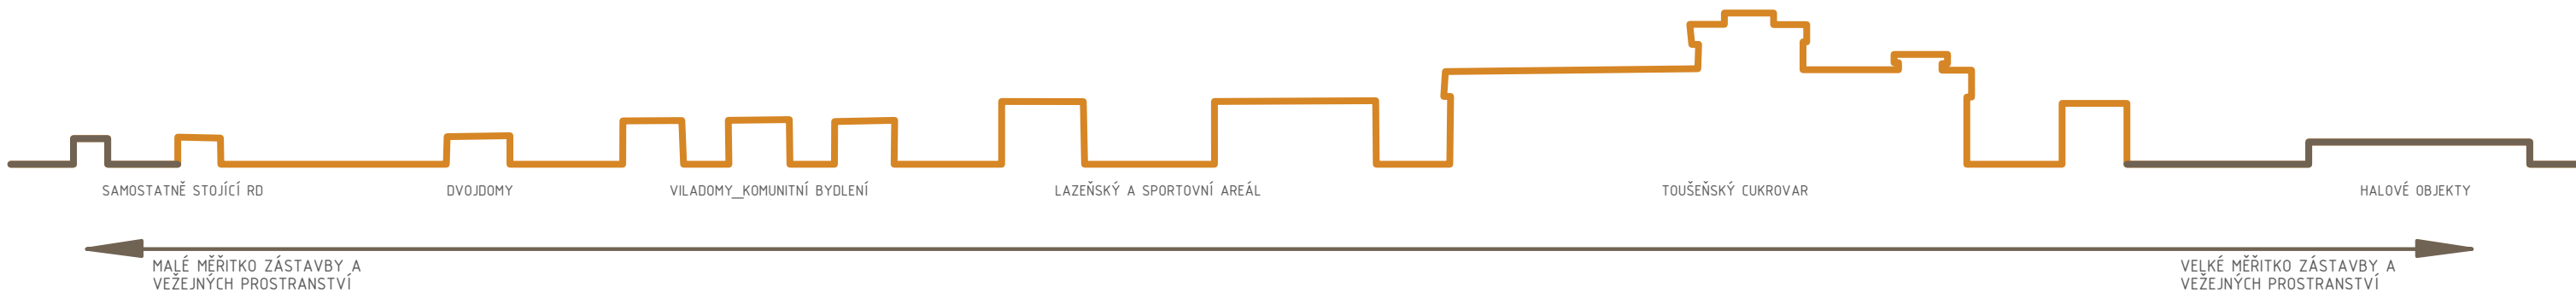 SAMOSTATNĚ STOJÍCÍ RD
DVOJDOMY
VILADOMY_KOMUNITNÍ BYDLENÍ
LAZEŇSKÝ A SPORTOVNÍ AREÁL
TOUŠEŇSKÝ CUKROVAR
HALOVÉ OBJEKTY
MALÉ MĚŘITKO ZÁSTAVBY A
VEŽEJNÝCH PROSTRANSTVÍ
VELKÉ MĚŘITKO ZÁSTAVBY A
VEŽEJNÝCH PROSTRANSTVÍ